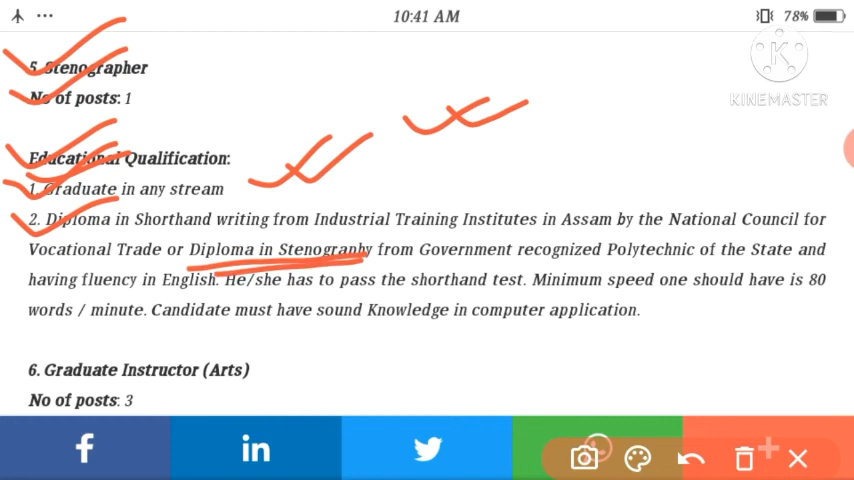 10:41 AM
78%
5. Stenographer
No of posts: 1
KINEMASTER
Educational Qualification:
1. Graduate in any stream
2. Diploma in Shorthand writing from Industrial Training Institutes in Assam by the National Council for
Vocational Trade or Diploma in Stenography from Government recognized Polytechnic of the State and
having fluency in English. He/she has to pass the shorthand test. Minimum speed one should have is 80
words / minute. Candidate must have sound Knowledge in computer application.
6. Graduate Instructor (Arts)
No of posts: 3